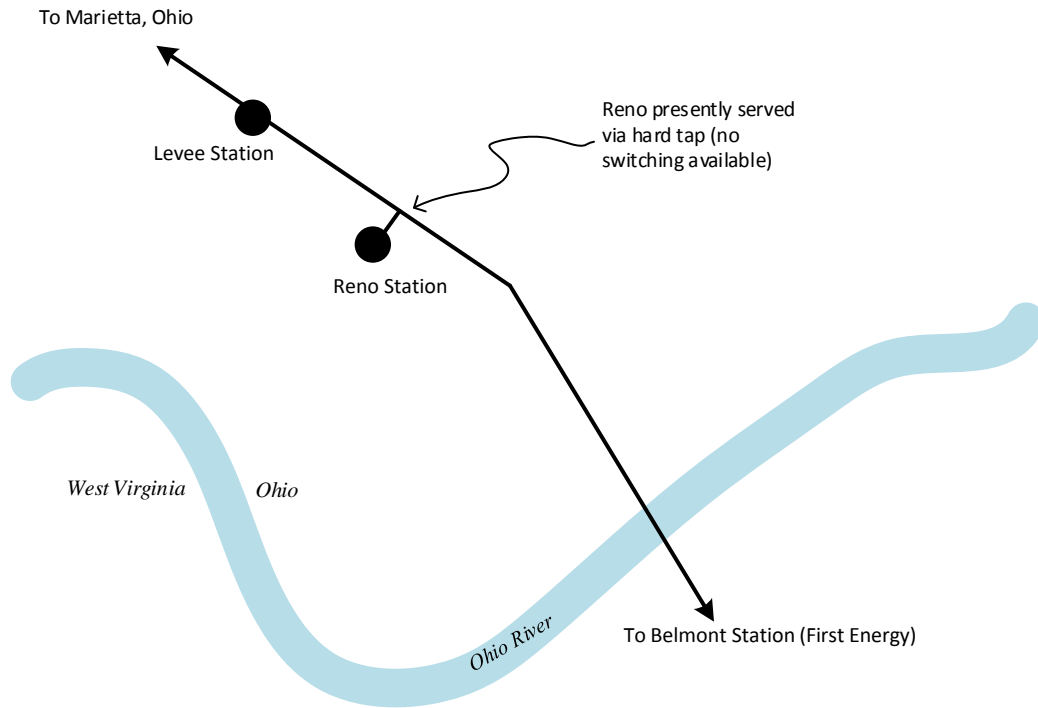 To Marietta, Ohio
Reno presently served
via hard tap (no
switching available)
Levee Station
Reno Station
West Virginia
Ohio
Ohio River
To Belmont Station (First Energy)